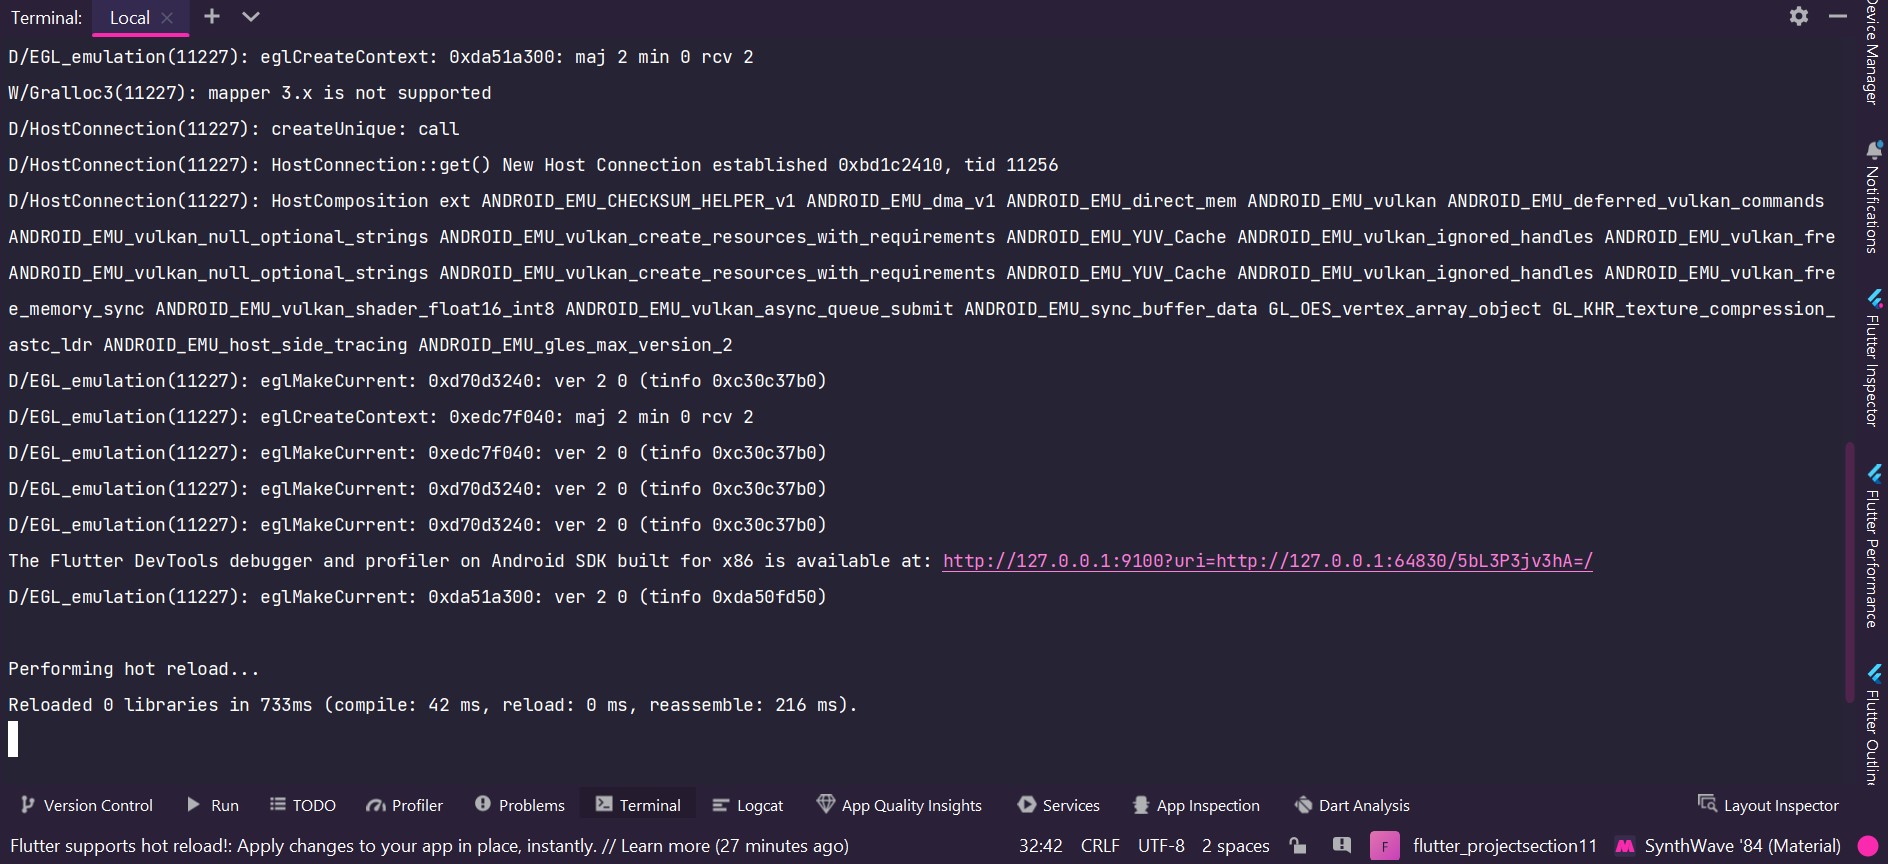 Terminal: Local
D/EGL_emulation(11227): eglCreateContext: 0xda51a300: maj 2 min 0 rcv 2
W/Gralloc3(11227): mapper 3.x is not supported
D/HostConnection(11227): createUnique: call
D/HostConnection(11227): HostConnection::get() New Host Connection established 0xbd1c2410, tid 11256
D/HostConnection(11227): HostComposition ext ANDROID_EMU_CHECKSUM_HELPER_v1 ANDROID_EMU_dma_v1 ANDROID_EMU_direct_mem ANDROID_EMU_vulkan ANDROID_EMU_deferred_vulkan_commands
ANDROID_EMU_vulkan_null_optional_strings ANDROID_EMU_vulkan_create_resources_with_requirements ANDROID_EMU_YUV_Cache ANDROID_EMU_vulkan_ignored_handles ANDROID_EMU_vulkan_fre
ANDROID_EMU_vulkan_null_optional_strings ANDROID_EMU_vulkan_create_resources_with_requirements ANDROID_EMU_YUV_Cache ANDROID_EMU_vulkan_ignored_handles ANDROID_EMU_vulkan_fre
e_memory_sync ANDROID_EMU_vulkan_shader_float16_int8 ANDROID_EMU_vulkan_async_queue_submit ANDROID_EMU_sync_buffer_data GL_OES_vertex_array_object GL_KHR_texture_compression_
astc_ldr ANDROID_EMU_host_side_tracing ANDROID_EMU_gles_max_version_2
D/EGL_emulation(11227): eglMakeCurrent: 0xd70d3240: ver 2 0 (tinfo 0xc30c37b0)
D/EGL_emulation(11227): eglCreateContext: 0xedc7f040: maj 2 min 0 rcv 2
D/EGL_emulation(11227): eglMakeCurrent: 0xedc7f040: ver 2 0 (tinfo 0xc30c37b0)
D/EGL_emulation(11227): eglMakeCurrent: 0xd70d3240: ver 2 0 (tinfo 0xc30c37b0)
D/EGL_emulation(11227): eglMakeCurrent: 0xd70d3240: ver 2 0 (tinfo 0xc30c37b0)
The Flutter DevTools debugger and profiler on Android SDK built for x86 is available at: http://127.0.0.1:9100?uri=http://127.0.0.1:64830/5bL3P3jv3hA=/
D/EGL_emulation(11227): eglMakeCurrent: 0xda51a300: ver 2 0 (tinfo 0xda50fd50)
Performing hot reload...
Reloaded 0 libraries in 733ms (compile: 42 ms, reload: 0 ms, reassemble: 216 ms).
Device Manager
Notifications
Flutter Inspector
Flutter Performance
Flutter Outline
Version Control Run TODO Profiler Problems Terminal Logcat App Quality Insights Services App Inspection Dart Analysis Layout Inspector
Flutter supports hot reload!: Apply changes to your app in place, instantly. // Learn more (27 minutes ago) 32:42 CRLF UTF-8 2 spaces F flutter_projectsection11 SynthWave '84 (Material)